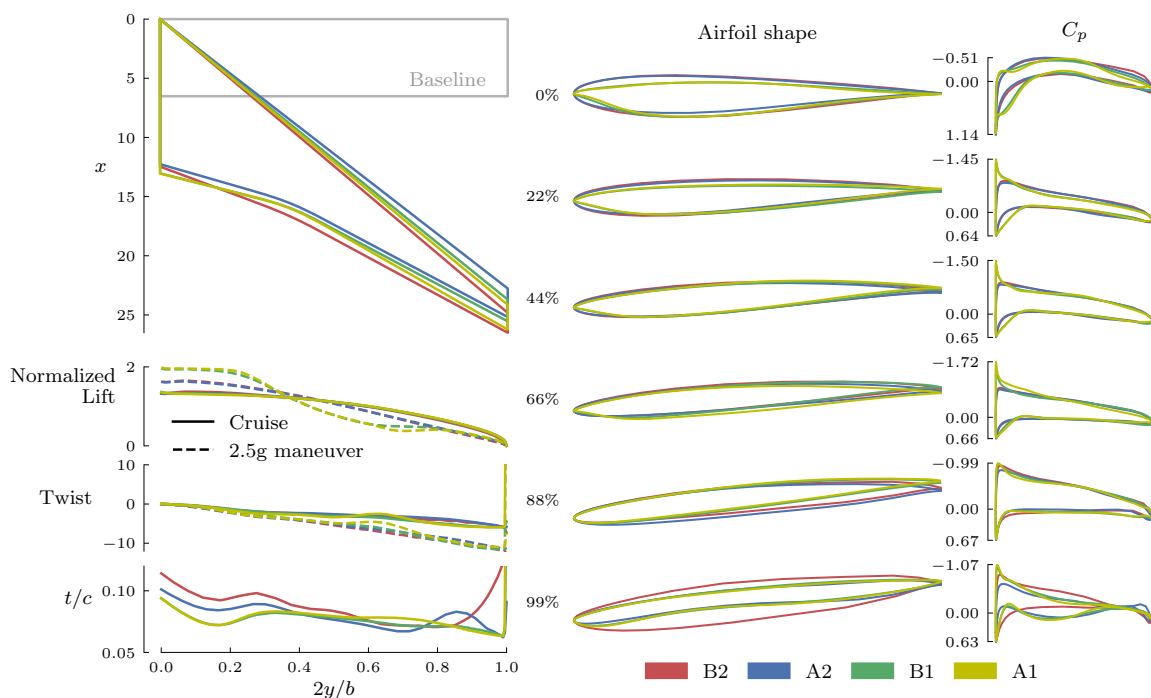 0
5
10
15
20
25
x
Baseline
Normalized
Lift
2
0
Cruise
2.5g maneuver
Twist
10
0
−10
t/c
0.10
0.05
0.0
0.2
0.4
0.6
0.8
1.0
2y/b
Airfoil shape
0%
22%
44%
66%
88%
99%
C_p
−0.51
0.00
1.14
−1.45
0.00
0.64
−1.50
0.00
0.65
−1.72
0.00
0.66
−0.99
0.00
0.67
−1.07
0.00
0.63
B2
A2
B1
A1